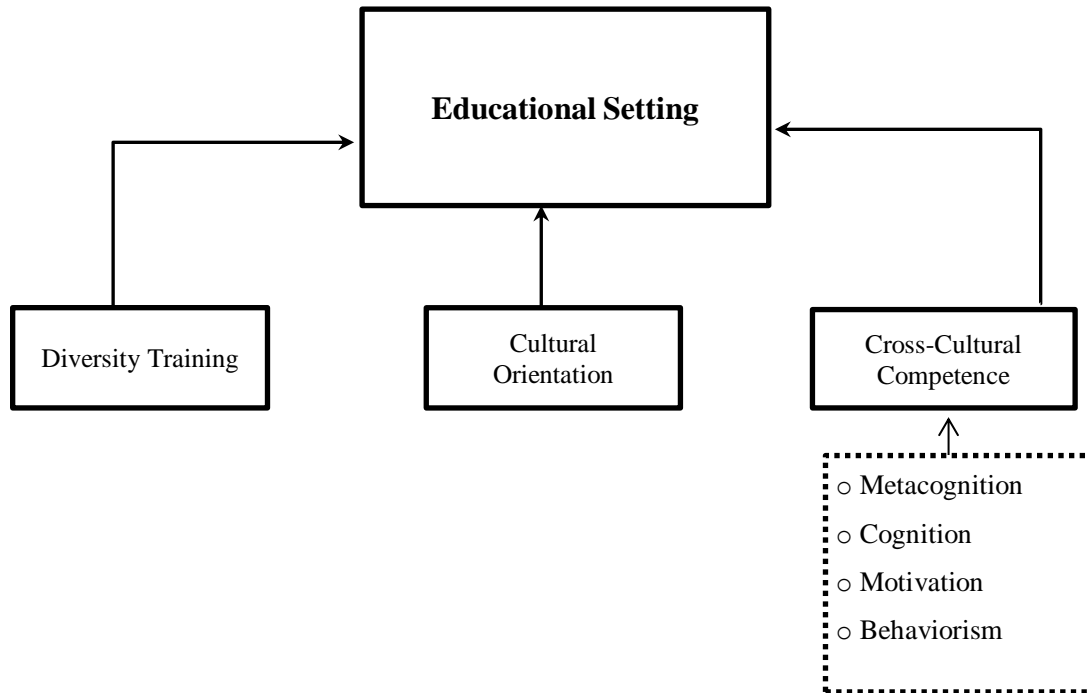 Educational Setting
Diversity Training
Cultural
Orientation
Cross-Cultural
Competence
o Metacognition
o Cognition
o Motivation
o Behaviorism